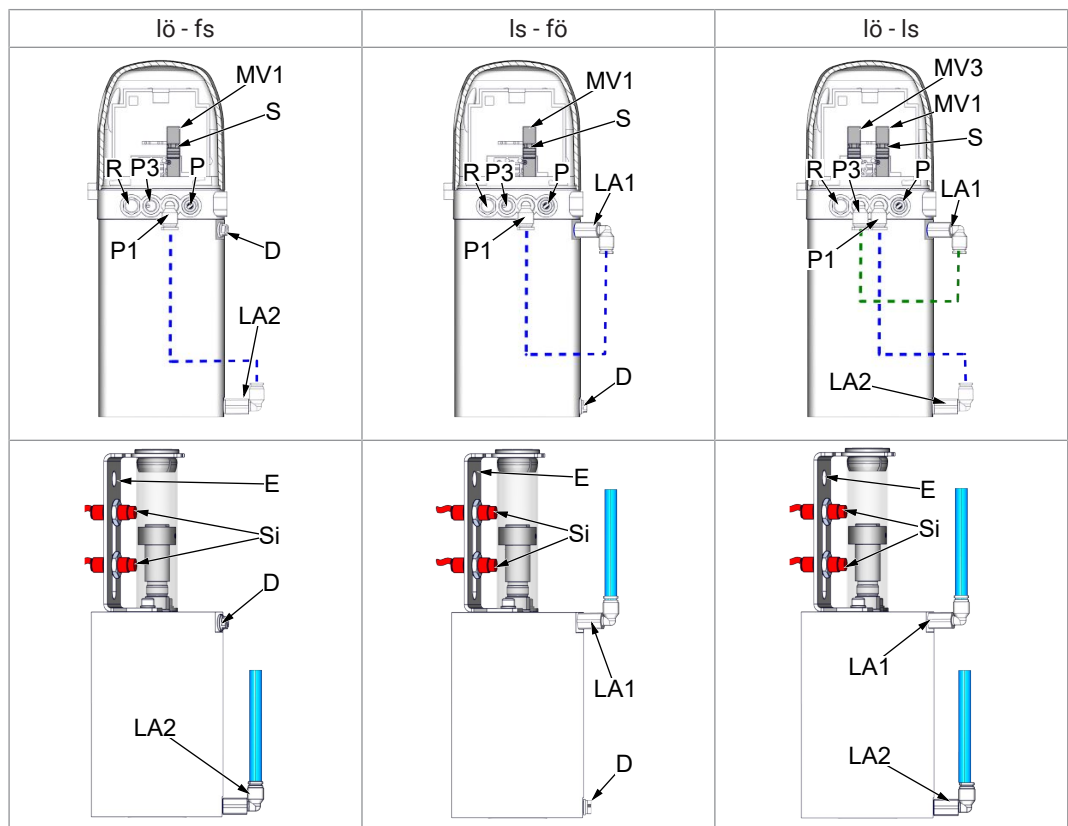 lö - fs
ls - fö
lö - ls
MV1
S
R P3 P
P1
D
LA2
MV1
S
R P3 P
LA1
P1
D
MV3
MV1
S
R P3 P
LA1
P1
LA2
E
Si
D
LA2
E
Si
LA1
D
E
Si
LA1
LA2